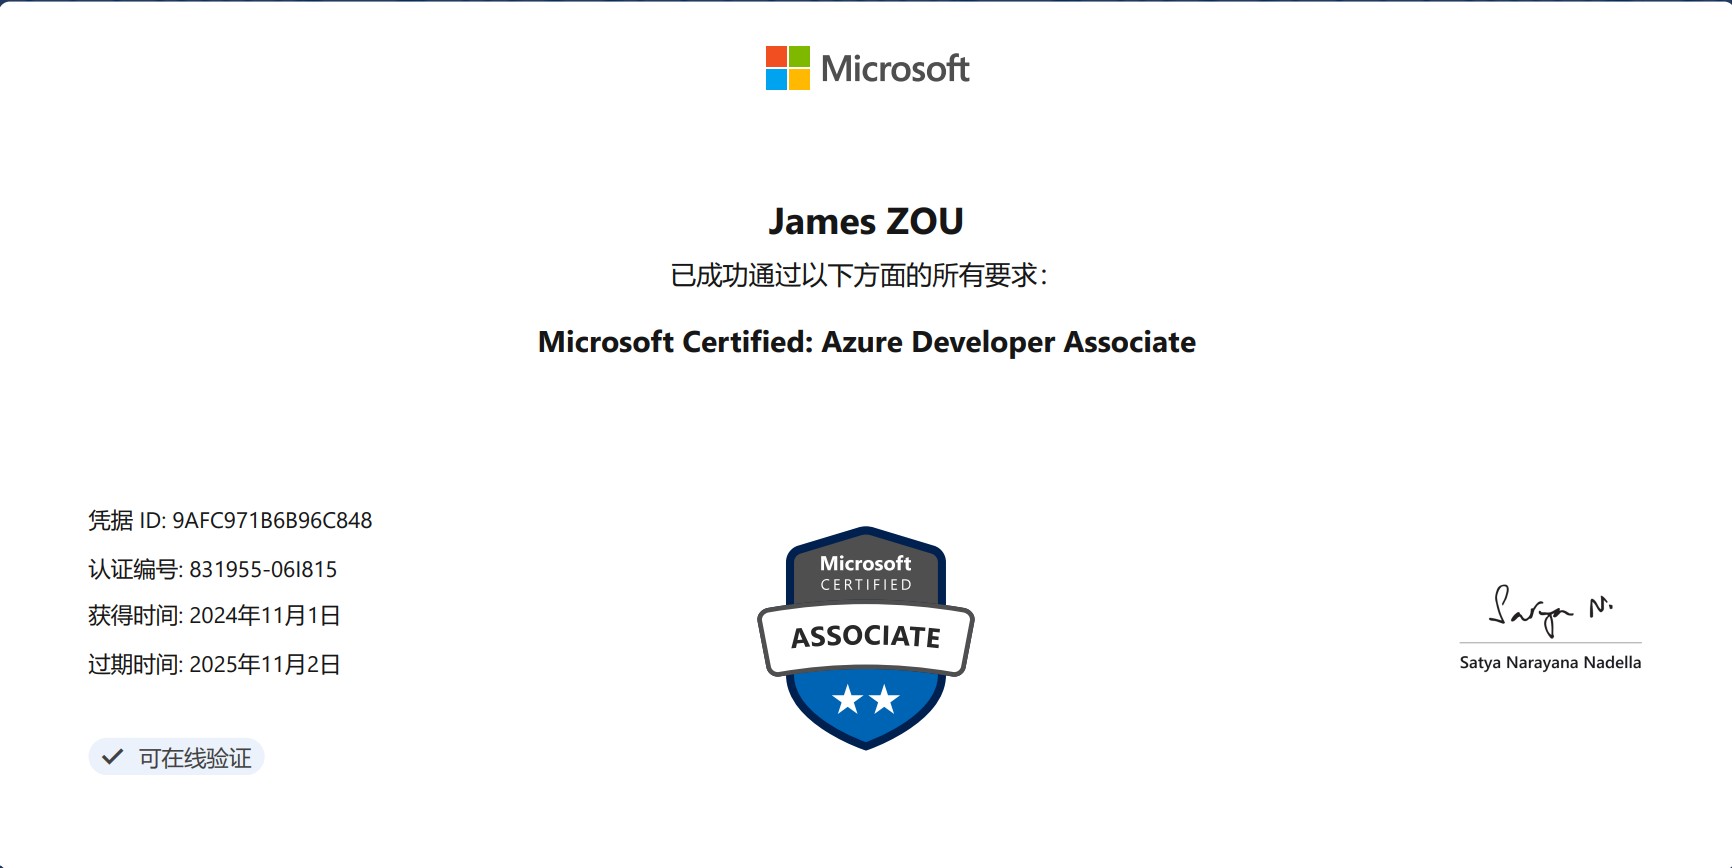 Microsoft
James ZOU
已成功通过以下方面的所有要求：
Microsoft Certified: Azure Developer Associate
凭据 ID: 9AFC971B6B96C848
认证编号: 831955-06I815
获得时间: 2024年11月1日
过期时间: 2025年11月2日
可在线验证
Microsoft
CERTIFIED
ASSOCIATE
Satya N.
Satya Narayana Nadella